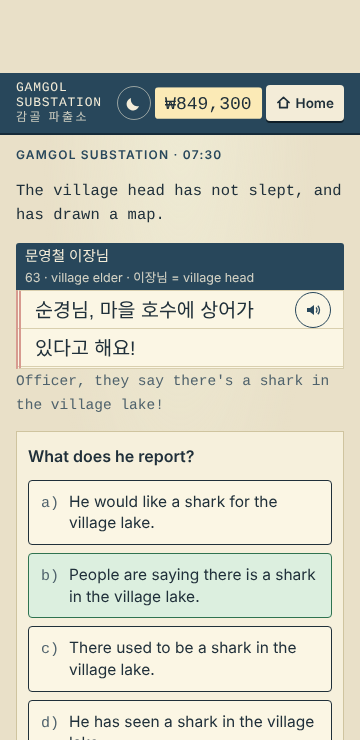 GAMGOL
SUBSTATION
감골 파출소
₩849,300
Home
GAMGOL SUBSTATION · 07:30
The village head has not slept, and
has drawn a map.
문영철 이장님
63 · village elder · 이장님 = village head
순경님, 마을 호수에 상어가
있다고 해요!
Officer, they say there's a shark in
the village lake!
What does he report?
a) He would like a shark for the
village lake.
b) People are saying there is a shark
in the village lake.
c) There used to be a shark in the
village lake.
d) He has seen a shark in the village
lake.